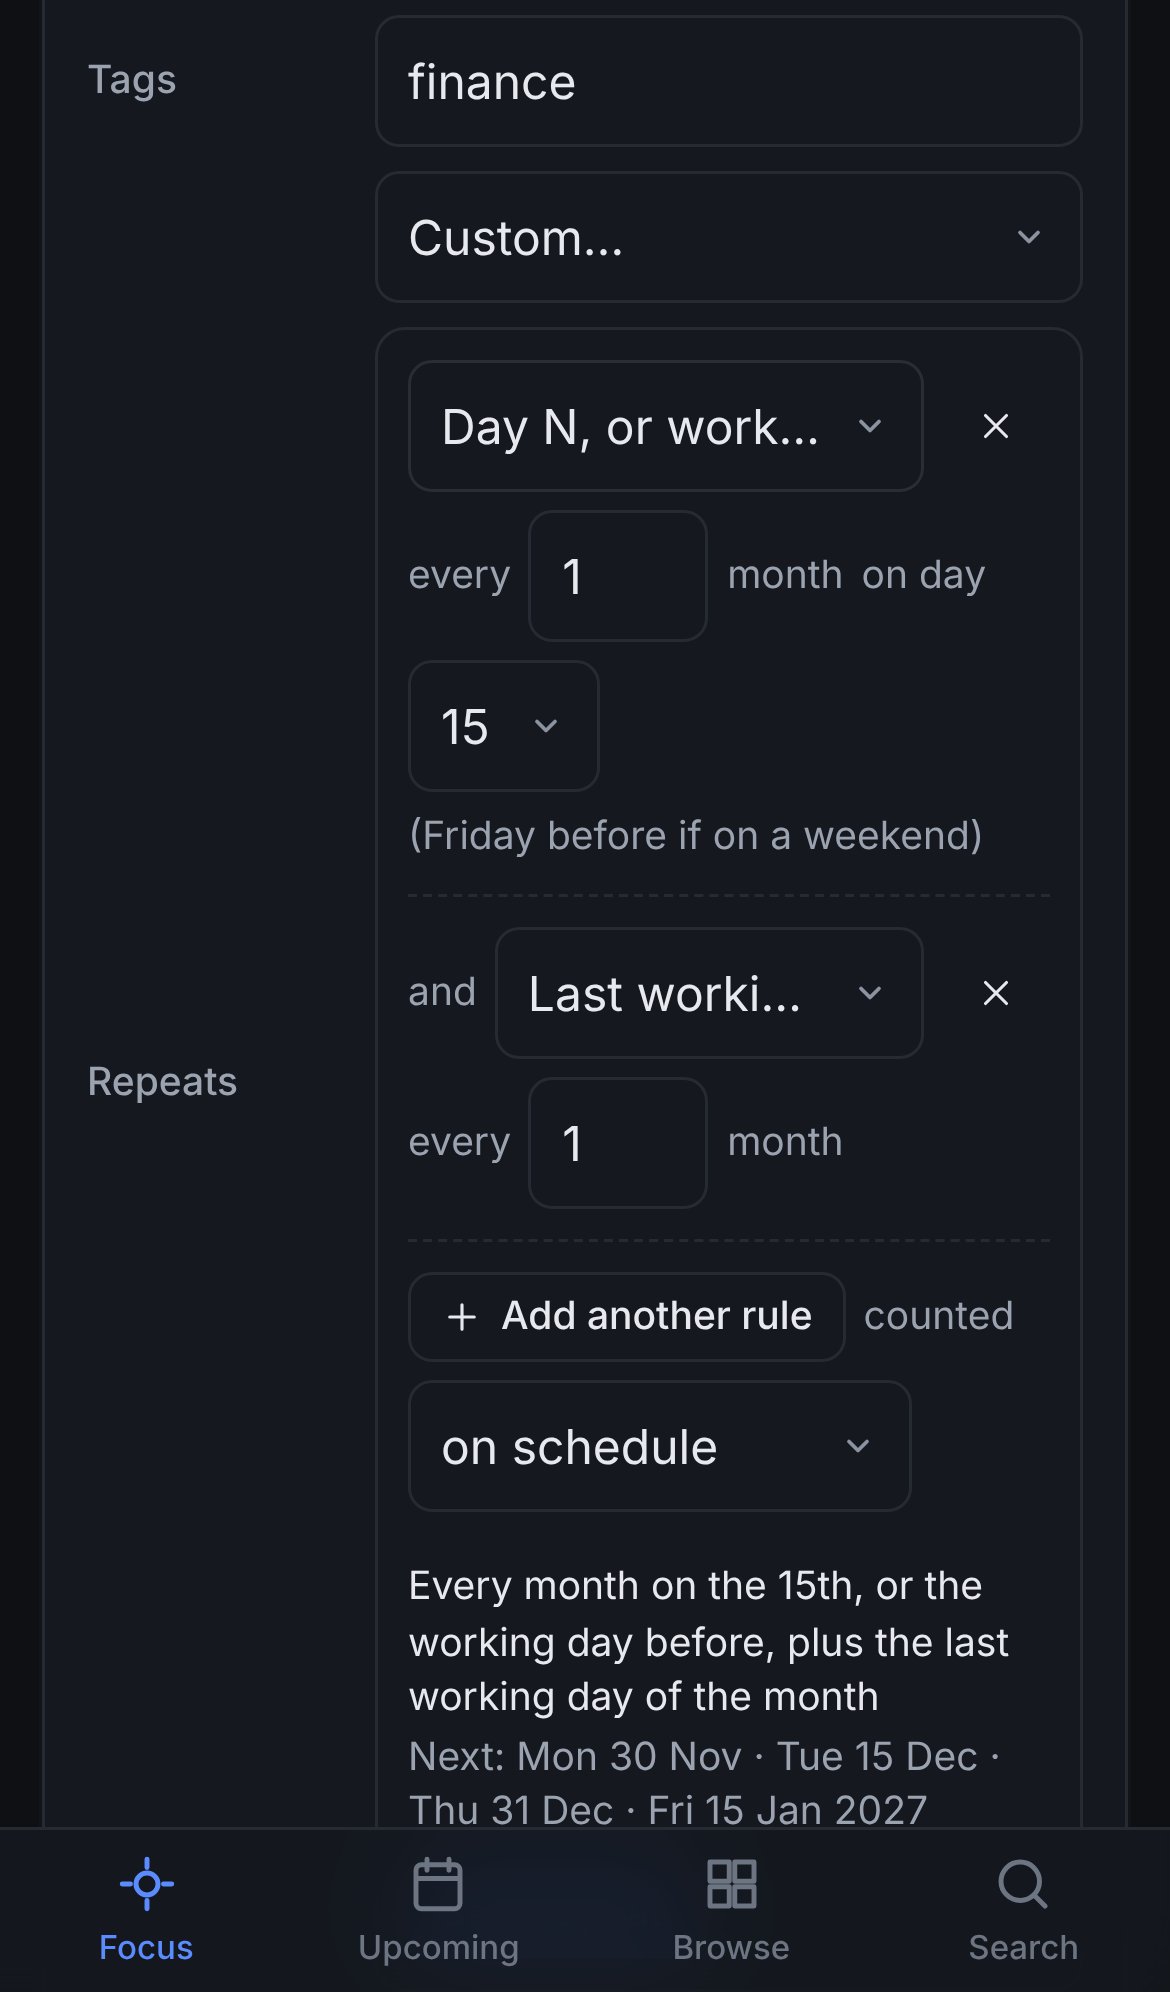 Tags
finance
Custom...
Day N, or work...
every 1 month on day
15
(Friday before if on a weekend)
and Last worki...
Repeats
every 1 month
+ Add another rule counted
on schedule
Every month on the 15th, or the
working day before, plus the last
working day of the month
Next: Mon 30 Nov · Tue 15 Dec ·
Thu 31 Dec · Fri 15 Jan 2027
Focus Upcoming Browse Search